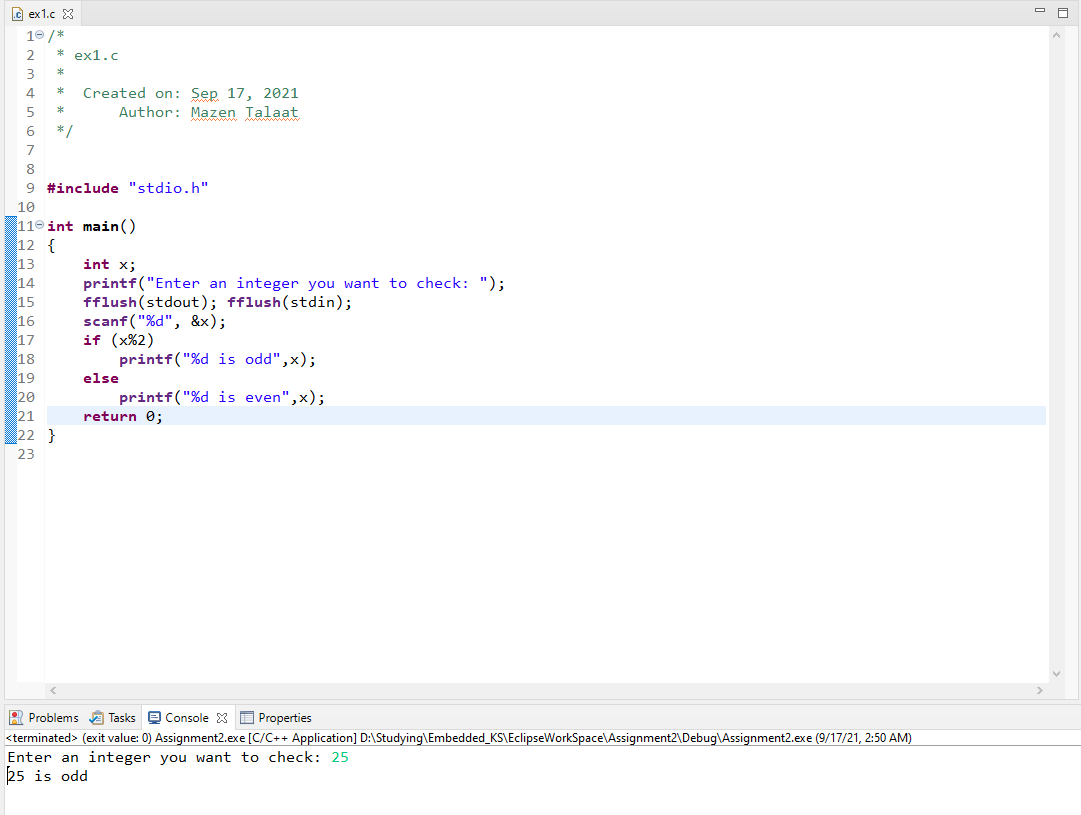 ex1.c
1 /*
2  * ex1.c
3  *
4  *  Created on: Sep 17, 2021
5  *      Author: Mazen Talaat
6  */
7
8
9 #include "stdio.h"
10
11 int main()
12 {
13     int x;
14     printf("Enter an integer you want to check: ");
15     fflush(stdout); fflush(stdin);
16     scanf("%d", &x);
17     if (x%2)
18         printf("%d is odd",x);
19     else
20         printf("%d is even",x);
21     return 0;
22 }
23
Problems Tasks Console Properties
<terminated> (exit value: 0) Assignment2.exe [C/C++ Application] D:\Studying\Embedded_KS\EclipseWorkSpace\Assignment2\Debug\Assignment2.exe (9/17/21, 2:50 AM)
Enter an integer you want to check: 25
25 is odd